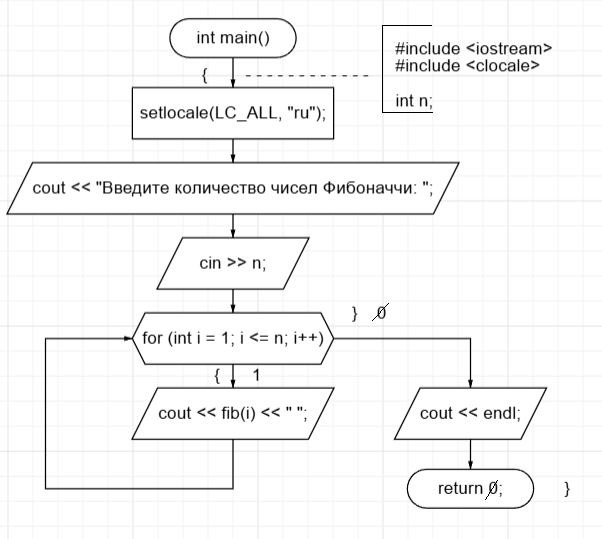 int main()
{
#include <iostream>
#include <clocale>
int n;
setlocale(LC_ALL, "ru");
cout << "Введите количество чисел Фибоначчи: ";
cin >> n;
for (int i = 1; i <= n; i++)
} 0
{ 1
cout << fib(i) << " ";
cout << endl;
return 0;
}